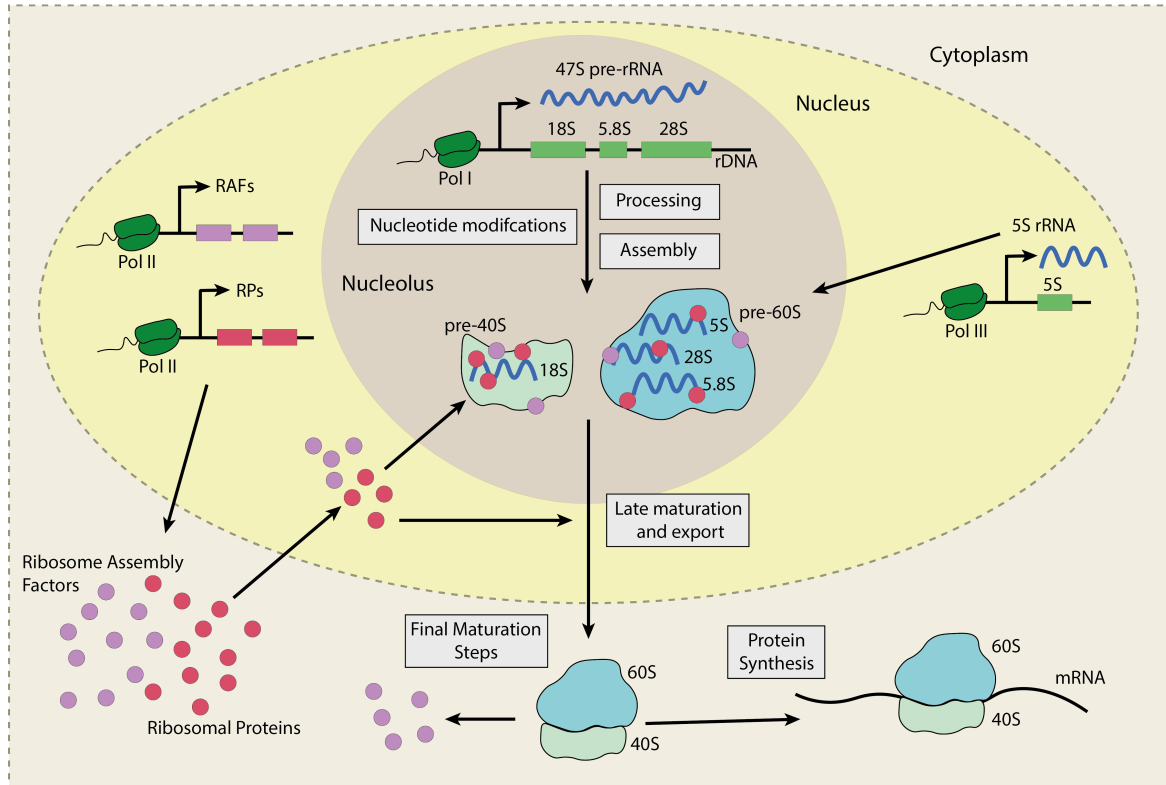 Cytoplasm
Nucleus
47S pre-rRNA
18S 5.8S 28S
rDNA
Pol I
Processing
Nucleotide modifcations
Assembly
Nucleolus
RAFs
Pol II
RPs
Pol II
5S rRNA
5S
Pol III
pre-40S
18S
pre-60S
5S
28S
5.8S
Late maturation
and export
Ribosome Assembly
Factors
Ribosomal Proteins
Final Maturation
Steps
60S
40S
Protein
Synthesis
60S
40S
mRNA